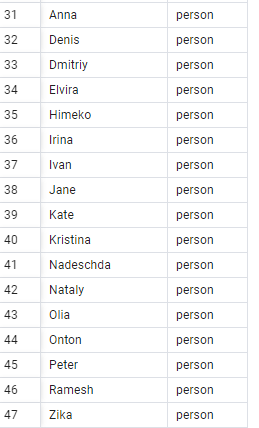 31 Anna person
32 Denis person
33 Dmitriy person
34 Elvira person
35 Himeko person
36 Irina person
37 Ivan person
38 Jane person
39 Kate person
40 Kristina person
41 Nadeschda person
42 Nataly person
43 Olia person
44 Onton person
45 Peter person
46 Ramesh person
47 Zika person